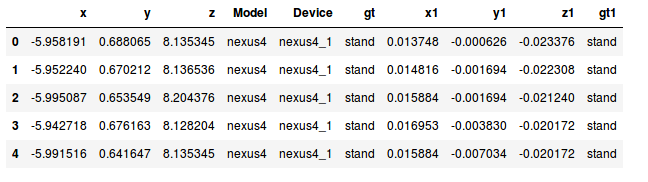 x y z Model Device gt x1 y1 z1 gt1
0 -5.958191 0.688065 8.135345 nexus4 nexus4_1 stand 0.013748 -0.000626 -0.023376 stand
1 -5.952240 0.670212 8.136536 nexus4 nexus4_1 stand 0.014816 -0.001694 -0.022308 stand
2 -5.995087 0.653549 8.204376 nexus4 nexus4_1 stand 0.015884 -0.001694 -0.021240 stand
3 -5.942718 0.676163 8.128204 nexus4 nexus4_1 stand 0.016953 -0.003830 -0.020172 stand
4 -5.991516 0.641647 8.135345 nexus4 nexus4_1 stand 0.015884 -0.007034 -0.020172 stand